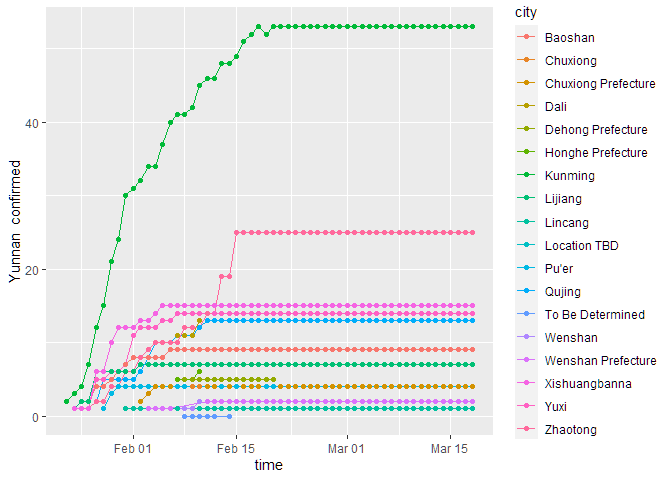 city
Baoshan
Chuxiong
Chuxiong Prefecture
Dali
Dehong Prefecture
Honghe Prefecture
Kunming
Lijiang
Lincang
Location TBD
Pu'er
Qujing
To Be Determined
Wenshan
Wenshan Prefecture
Xishuangbanna
Yuxi
Zhaotong
Yunnan confirmed
40
20
0
Feb 01 Feb 15 Mar 01 Mar 15
time